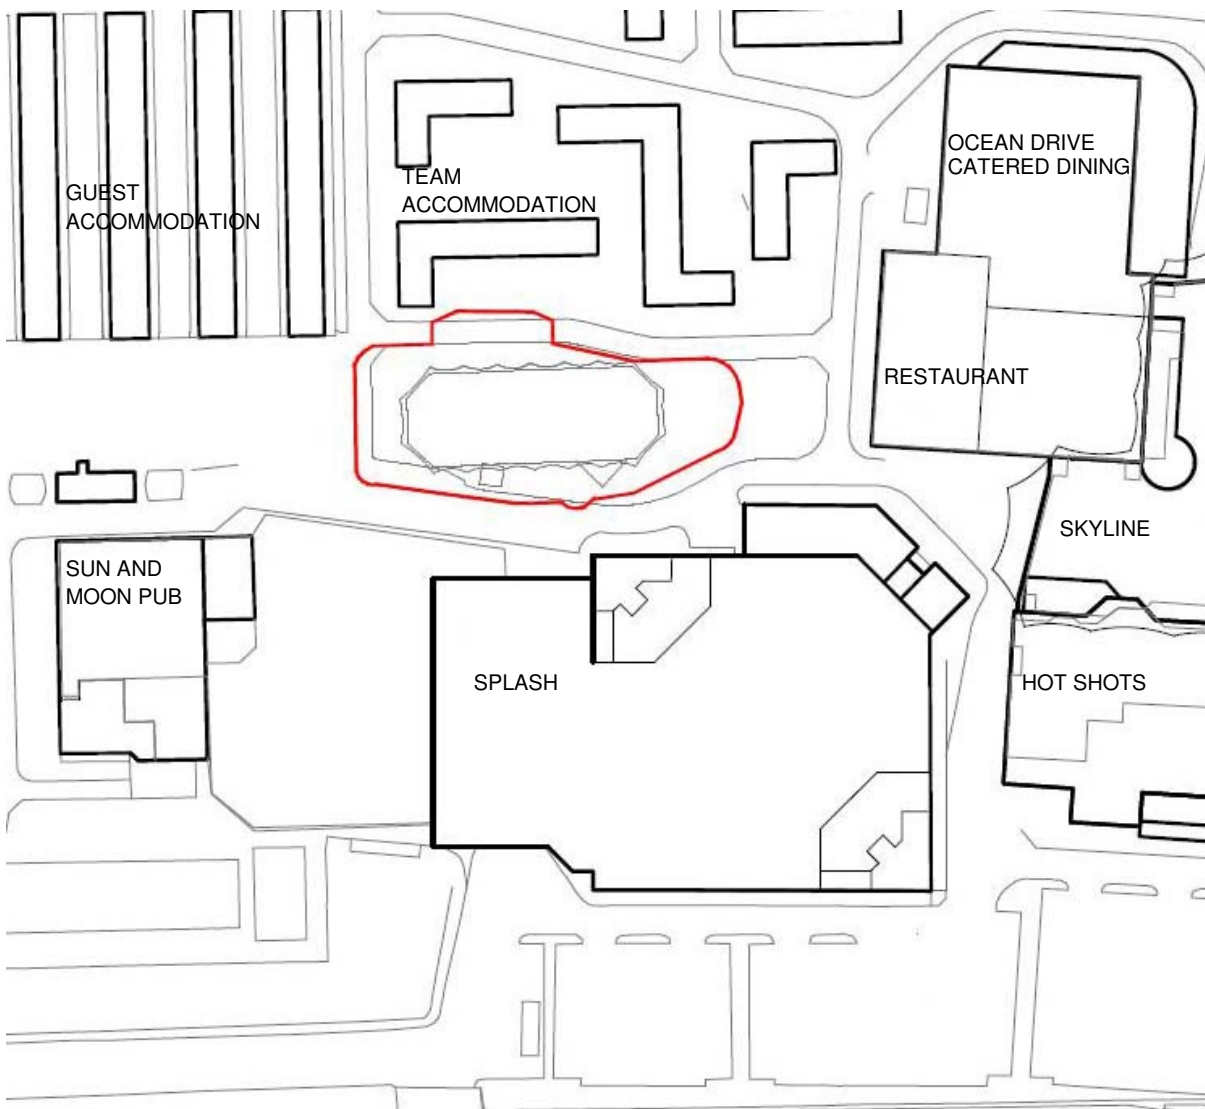 OCEAN DRIVE
CATERED DINING
GUEST
ACCOMMODATION
TEAM
ACCOMMODATION
RESTAURANT
SKYLINE
SUN AND
MOON PUB
SPLASH
HOT SHOTS